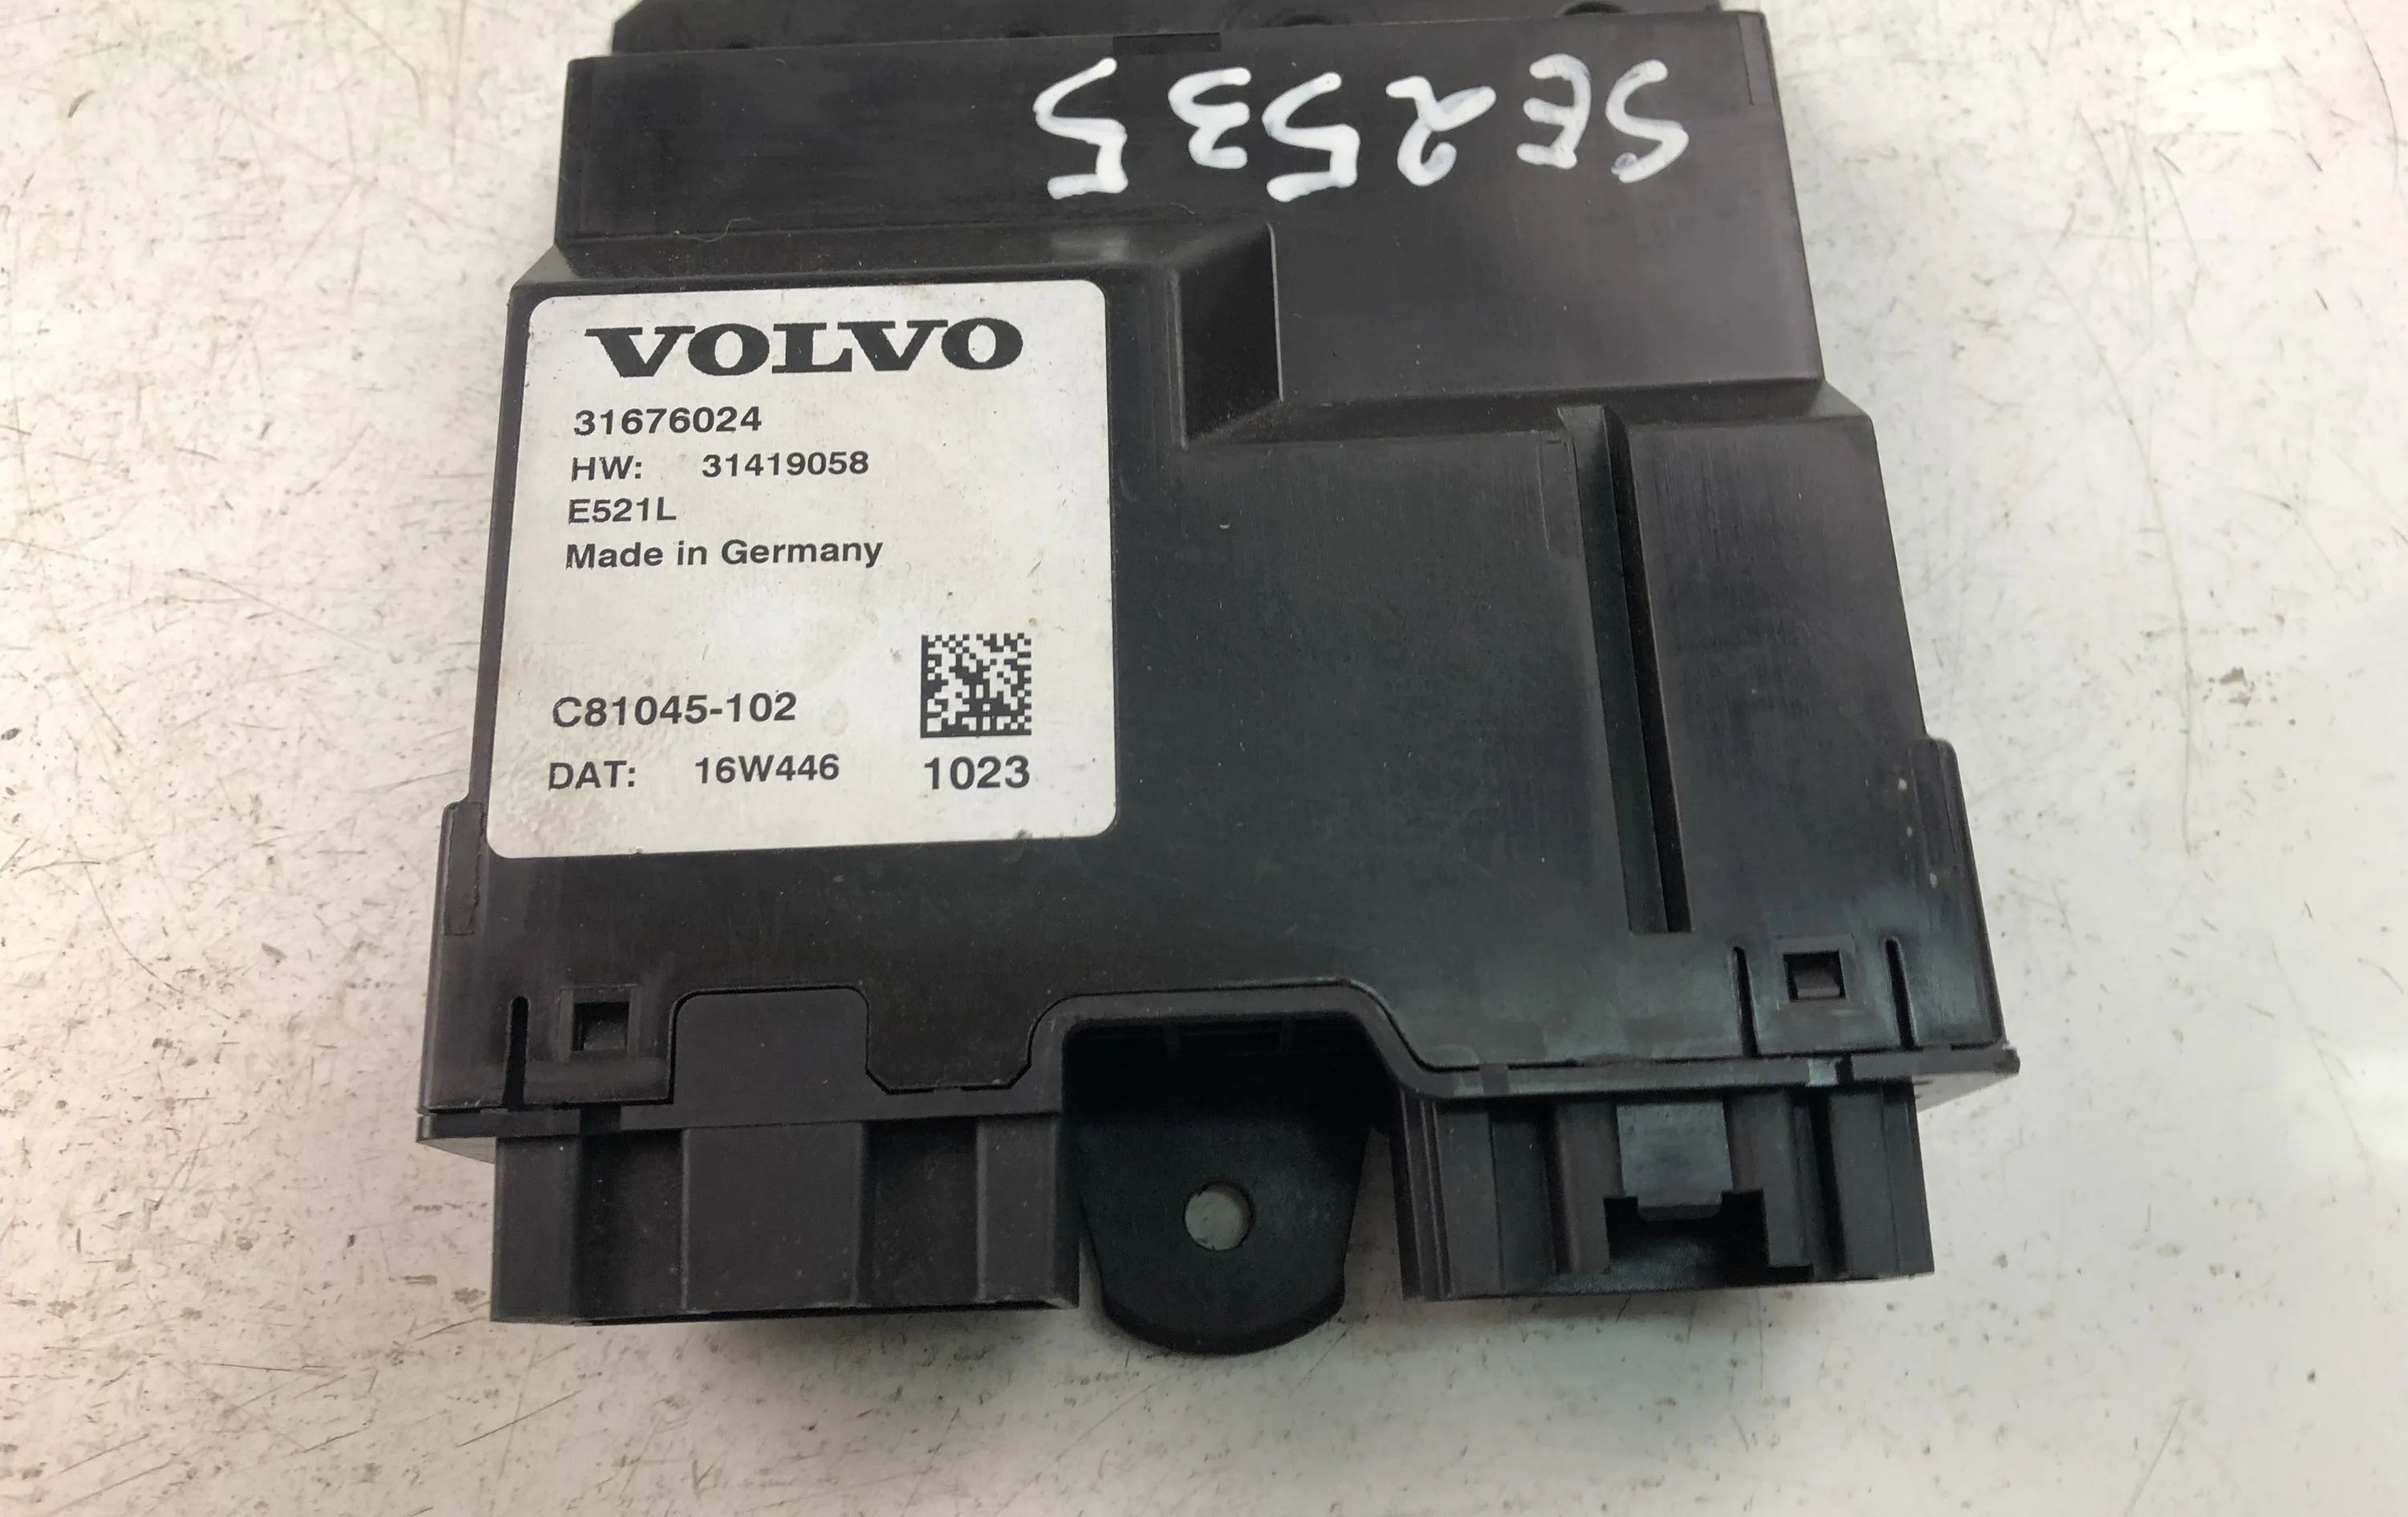 SE2535
VOLVO
31676024
HW: 31419058
E521L
Made in Germany
C81045-102
DAT: 16W446 1023